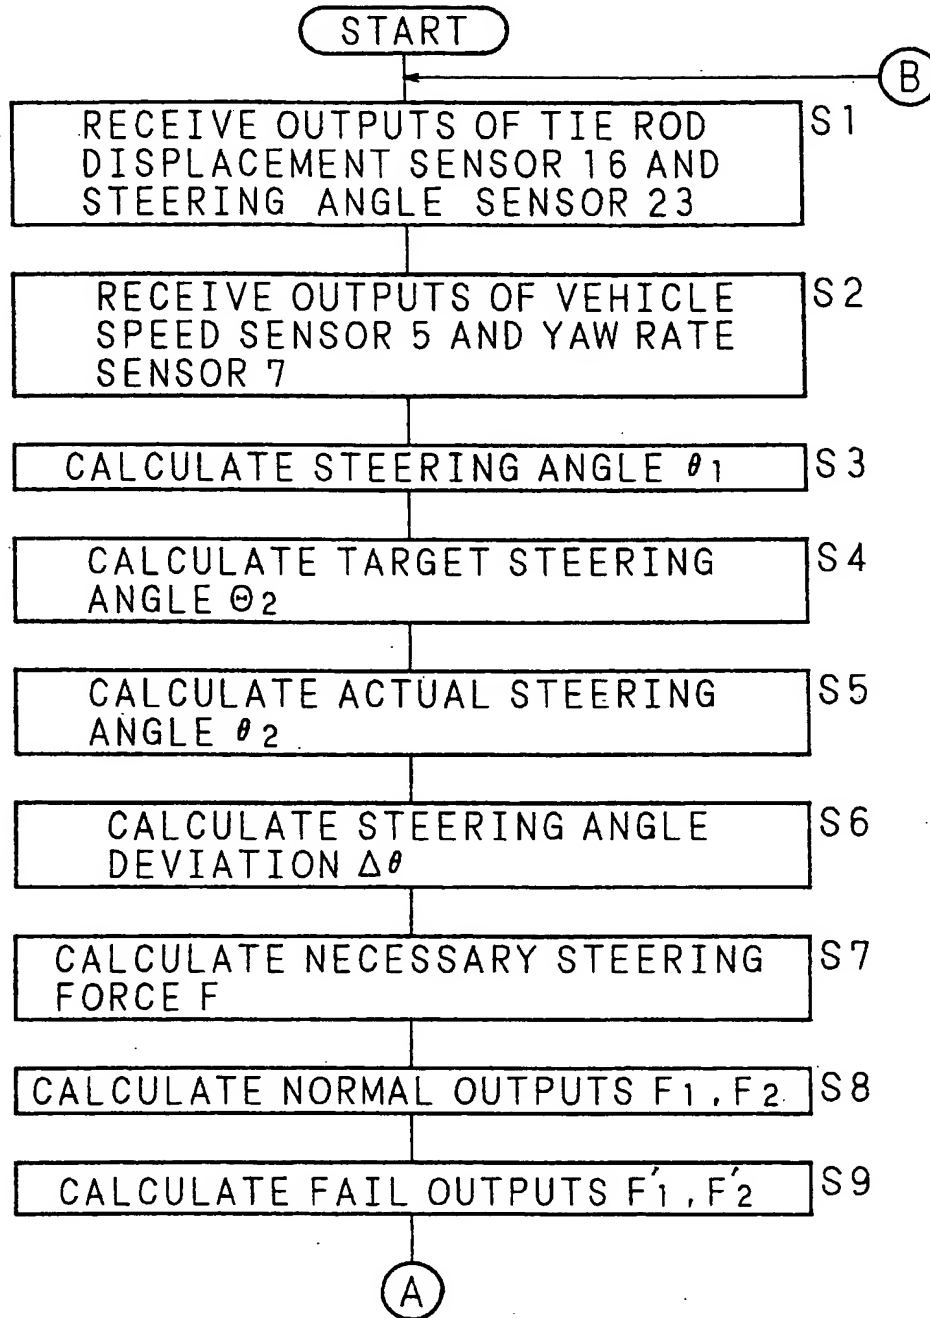 START
B
RECEIVE OUTPUTS OF TIE ROD
DISPLACEMENT SENSOR 16 AND
STEERING ANGLE SENSOR 23
S1
RECEIVE OUTPUTS OF VEHICLE
SPEED SENSOR 5 AND YAW RATE
SENSOR 7
S2
CALCULATE STEERING ANGLE θ1
S3
CALCULATE TARGET STEERING
ANGLE Θ2
S4
CALCULATE ACTUAL STEERING
ANGLE θ2
S5
CALCULATE STEERING ANGLE
DEVIATION Δθ
S6
CALCULATE NECESSARY STEERING
FORCE F
S7
CALCULATE NORMAL OUTPUTS F1, F2
S8
CALCULATE FAIL OUTPUTS F'1, F'2
S9
A